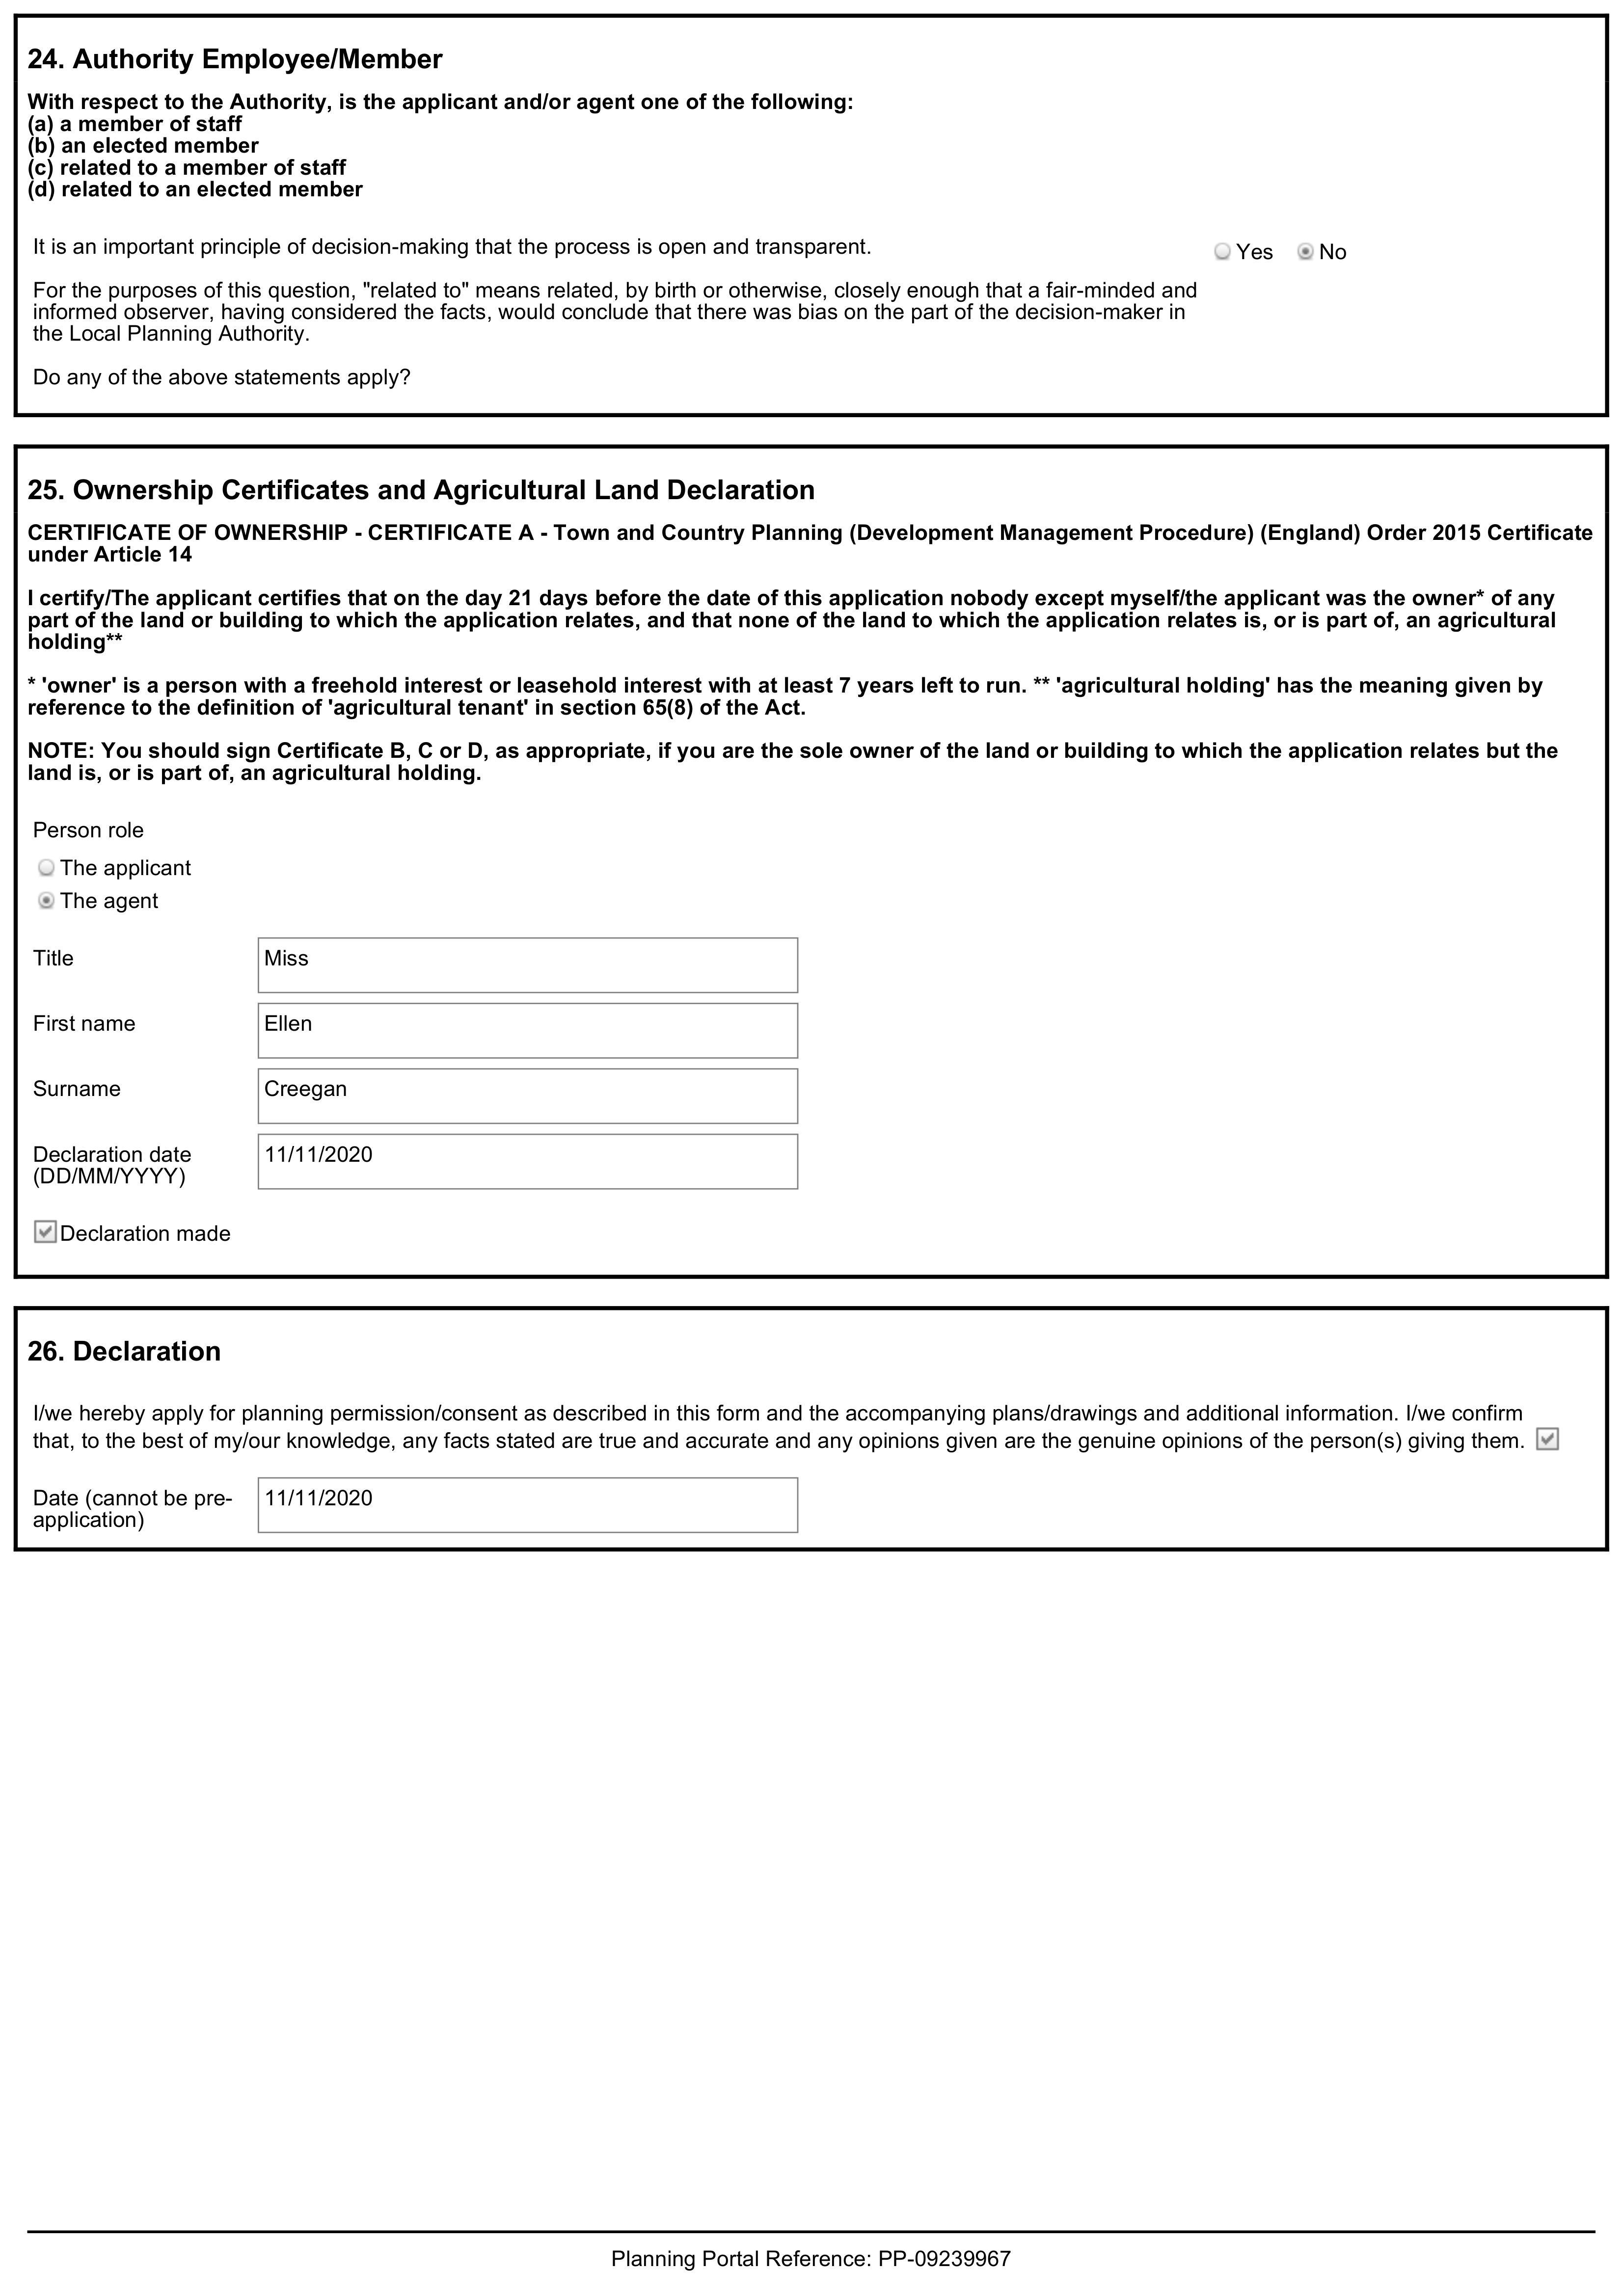 24. Authority Employee/Member
With respect to the Authority, is the applicant and/or agent one of the following:
(a) a member of staff
(b) an elected member
(c) related to a member of staff
(d) related to an elected member
It is an important principle of decision-making that the process is open and transparent.
Yes No
For the purposes of this question, "related to" means related, by birth or otherwise, closely enough that a fair-minded and
informed observer, having considered the facts, would conclude that there was bias on the part of the decision-maker in
the Local Planning Authority.
Do any of the above statements apply?
25. Ownership Certificates and Agricultural Land Declaration
CERTIFICATE OF OWNERSHIP - CERTIFICATE A - Town and Country Planning (Development Management Procedure) (England) Order 2015 Certificate
under Article 14
I certify/The applicant certifies that on the day 21 days before the date of this application nobody except myself/the applicant was the owner* of any
part of the land or building to which the application relates, and that none of the land to which the application relates is, or is part of, an agricultural
holding**
* 'owner' is a person with a freehold interest or leasehold interest with at least 7 years left to run. ** 'agricultural holding' has the meaning given by
reference to the definition of 'agricultural tenant' in section 65(8) of the Act.
NOTE: You should sign Certificate B, C or D, as appropriate, if you are the sole owner of the land or building to which the application relates but the
land is, or is part of, an agricultural holding.
Person role
The applicant
The agent
Title Miss
First name Ellen
Surname Creegan
Declaration date 11/11/2020
(DD/MM/YYYY)
Declaration made
26. Declaration
I/we hereby apply for planning permission/consent as described in this form and the accompanying plans/drawings and additional information. I/we confirm
that, to the best of my/our knowledge, any facts stated are true and accurate and any opinions given are the genuine opinions of the person(s) giving them.
Date (cannot be pre- 11/11/2020
application)
Planning Portal Reference: PP-09239967